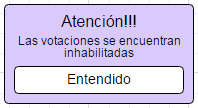 Atención!!!
Las votaciones se encuentran
inhabilitadas
Entendido